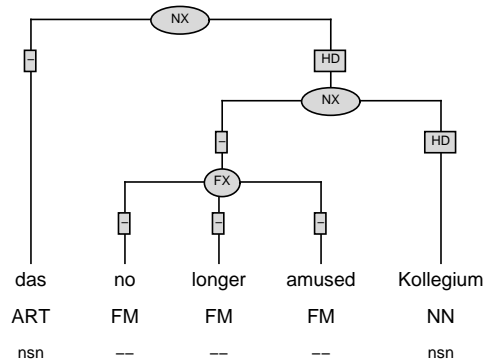 NX
– HD
NX
– HD
FX
– – –
das no longer amused Kollegium
ART FM FM FM NN
nsn –– –– –– nsn